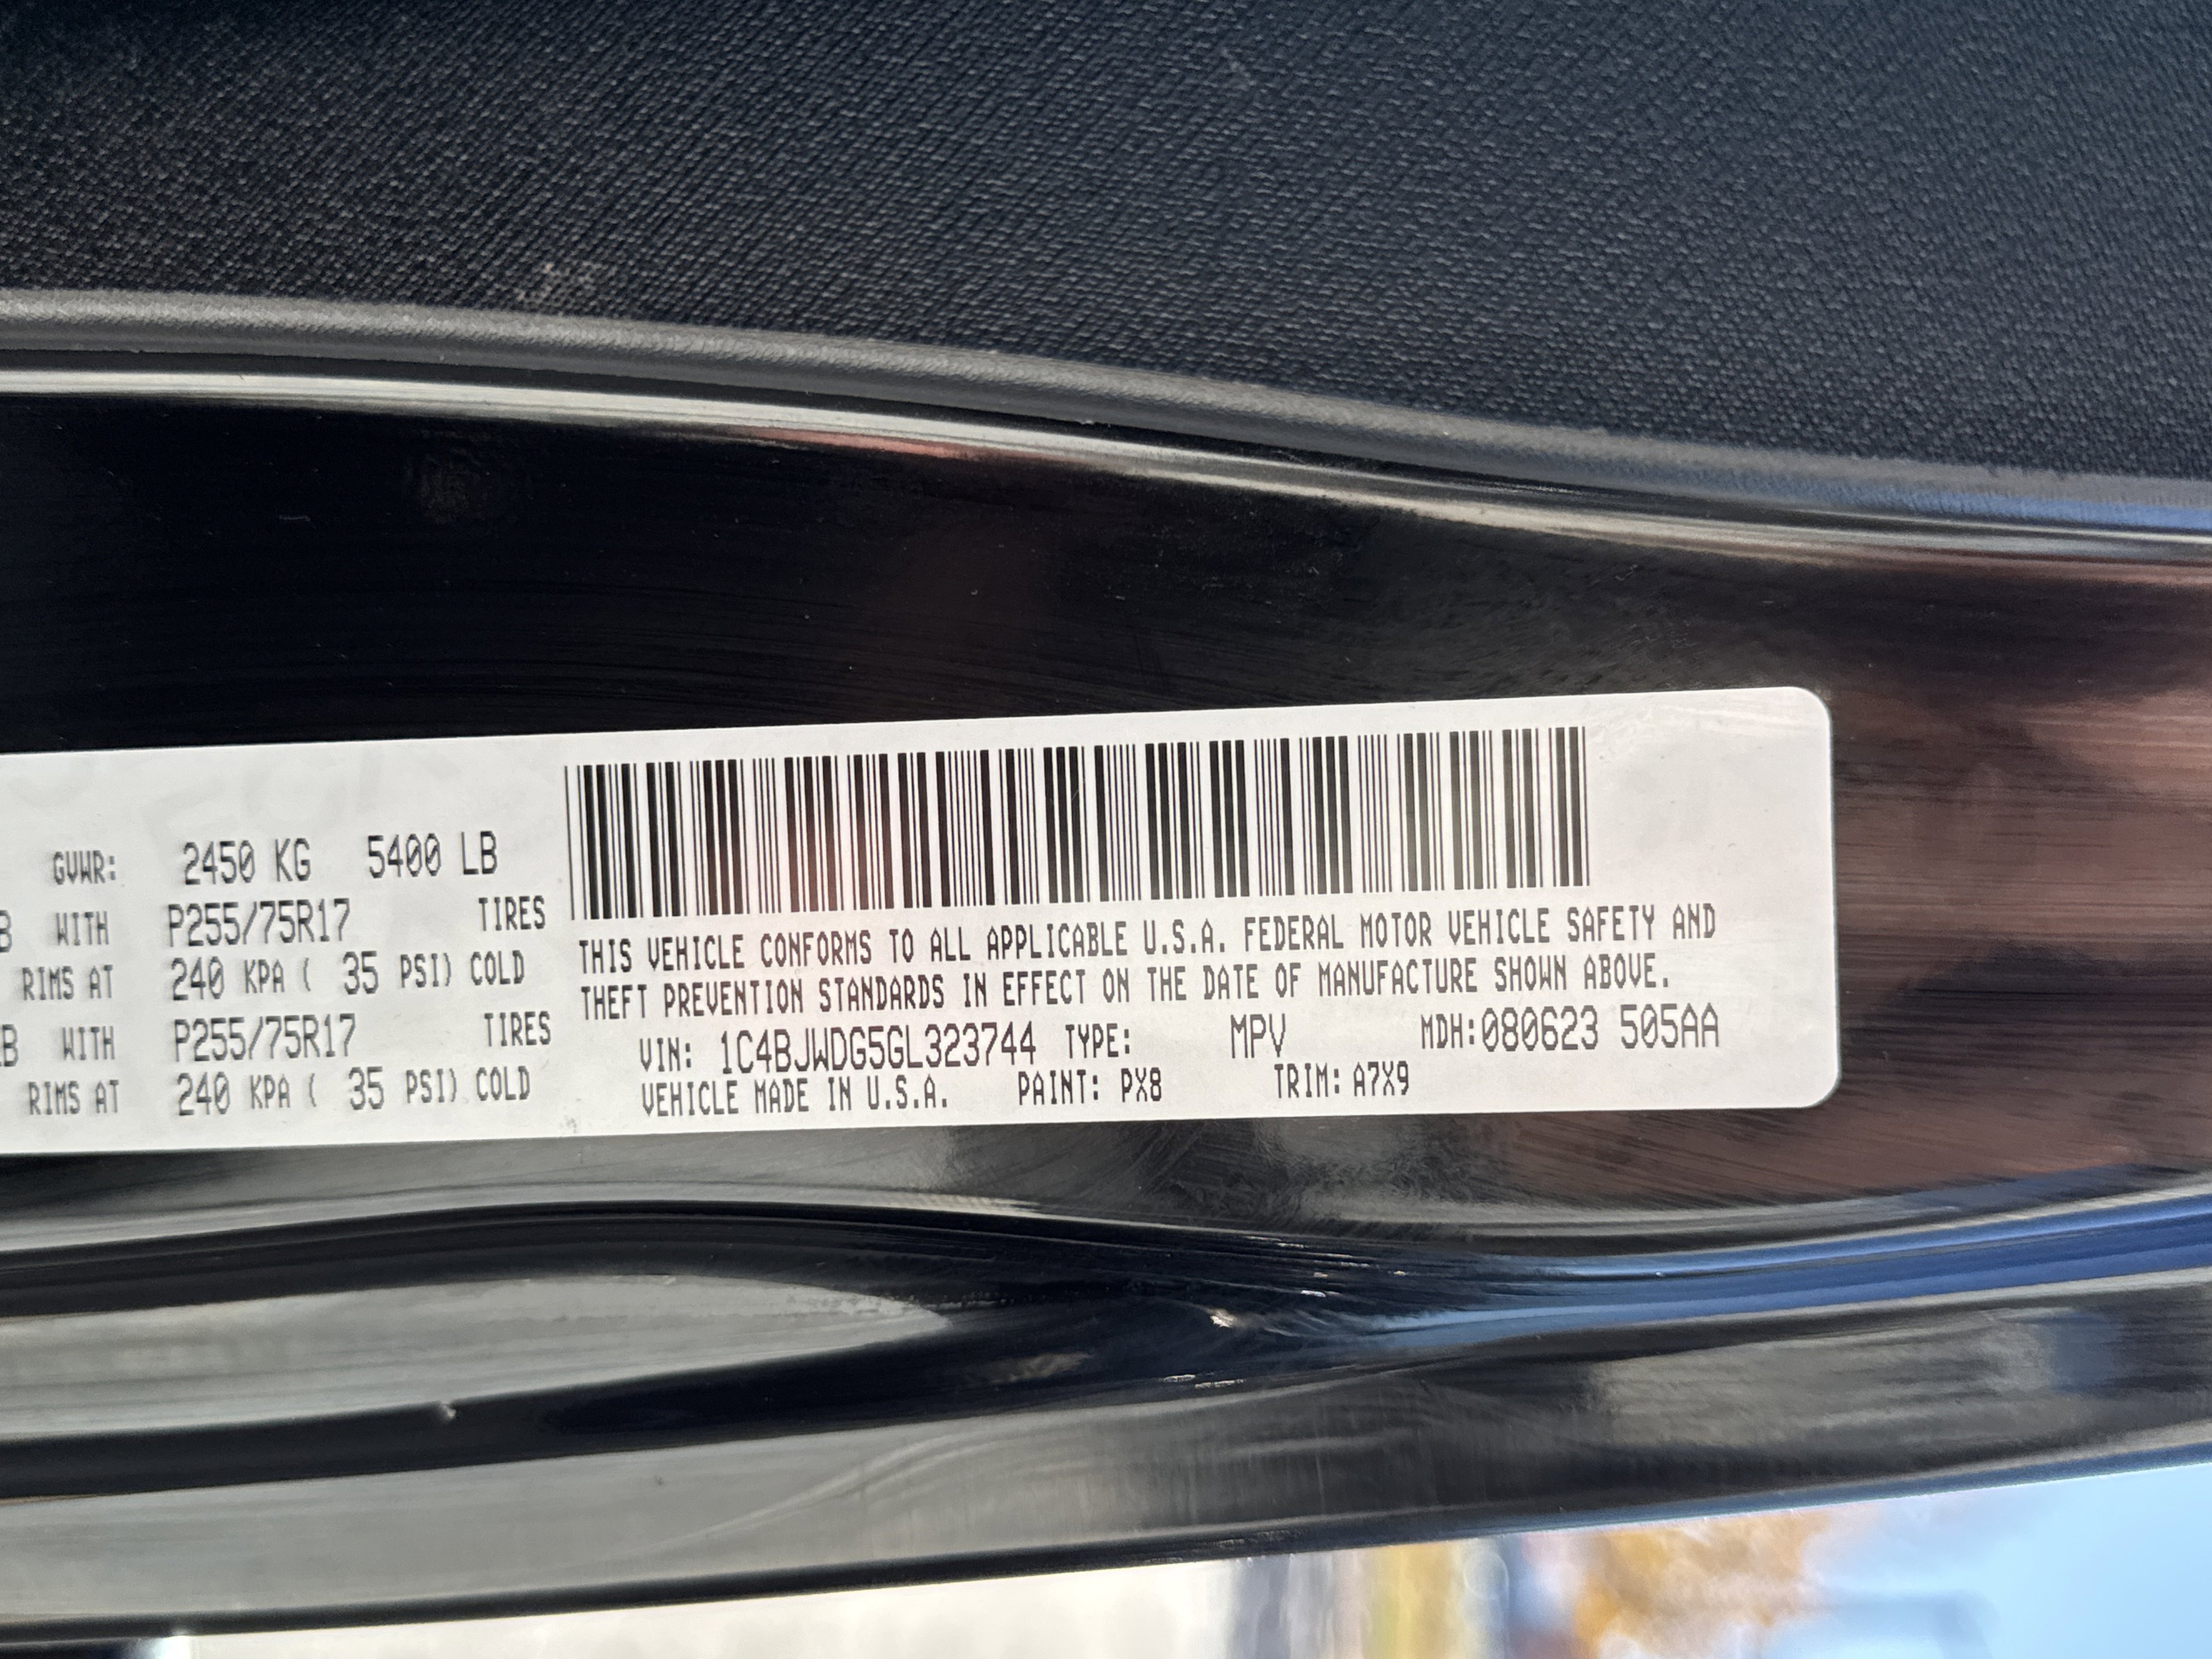 GVWR: 2450 KG 5400 LB
B WITH P255/75R17 TIRES
RIMS AT 240 KPA ( 35 PSI) COLD
B WITH P255/75R17 TIRES
RIMS AT 240 KPA ( 35 PSI) COLD
THIS VEHICLE CONFORMS TO ALL APPLICABLE U.S.A. FEDERAL MOTOR VEHICLE SAFETY AND
THEFT PREVENTION STANDARDS IN EFFECT ON THE DATE OF MANUFACTURE SHOWN ABOVE.
VIN: 1C4BJWDG5GL323744 TYPE: MPV MDH:080623 505AA
VEHICLE MADE IN U.S.A. PAINT: PX8 TRIM: A7X9